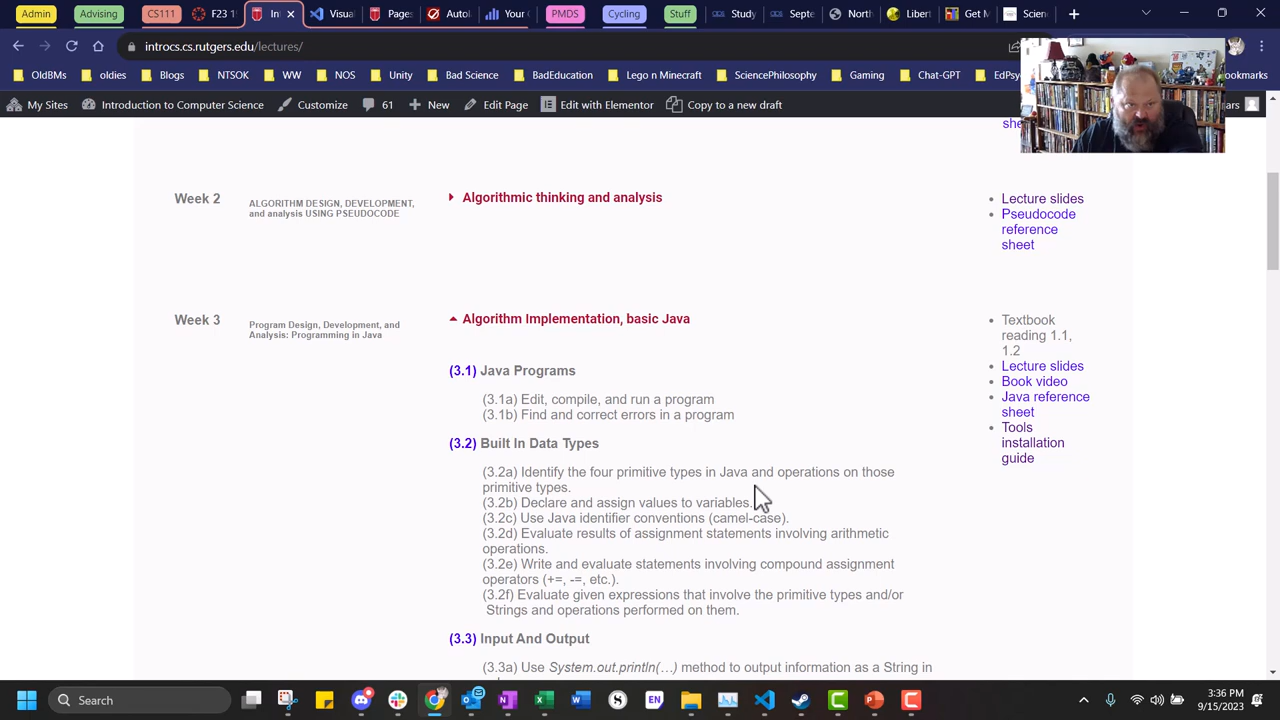 Admin
Advising
CS111
F23 1
Int
Visua
Pages
Autol
Your (
PMDS
Cycling
Stuff
North
Libert
Get N
Science
introcs.cs.rutgers.edu/lectures/
OldBMs
oldies
Blogs
NTSOK
WW
NOS
Unity
Bad Science
BadEducation
Lego n Minecraft
SciencePhilosophy
Gaming
Chat-GPT
EdPsy
ookmarks
My Sites
Introduction to Computer Science
Customize
61
New
Edit Page
Edit with Elementor
Copy to a new draft
ars
she
Week 2
ALGORITHM DESIGN, DEVELOPMENT,
and analysis USING PSEUDOCODE
Algorithmic thinking and analysis
Lecture slides
Pseudocode
reference
sheet
Week 3
Program Design, Development, and
Analysis: Programming in Java
Algorithm Implementation, basic Java
(3.1) Java Programs
(3.1a) Edit, compile, and run a program
(3.1b) Find and correct errors in a program
(3.2) Built In Data Types
(3.2a) Identify the four primitive types in Java and operations on those
primitive types.
(3.2b) Declare and assign values to variables.
(3.2c) Use Java identifier conventions (camel-case).
(3.2d) Evaluate results of assignment statements involving arithmetic
operations.
(3.2e) Write and evaluate statements involving compound assignment
operators (+=, -=, etc.).
(3.2f) Evaluate given expressions that involve the primitive types and/or
Strings and operations performed on them.
(3.3) Input And Output
(3.3a) Use System.out.println(…) method to output information as a String in
Textbook
reading 1.1,
1.2
Lecture slides
Book video
Java reference
sheet
Tools
installation
guide
Search
EN
3:36 PM
9/15/2023